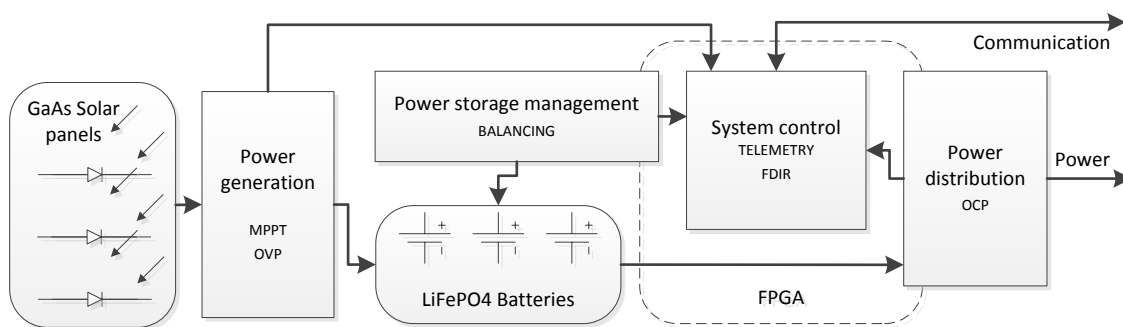 Communication
GaAs Solar
panels
Power
generation
MPPT
OVP
Power storage management
BALANCING
+
+
+
LiFePO4 Batteries
System control
TELEMETRY
FDIR
FPGA
Power
distribution
OCP
Power